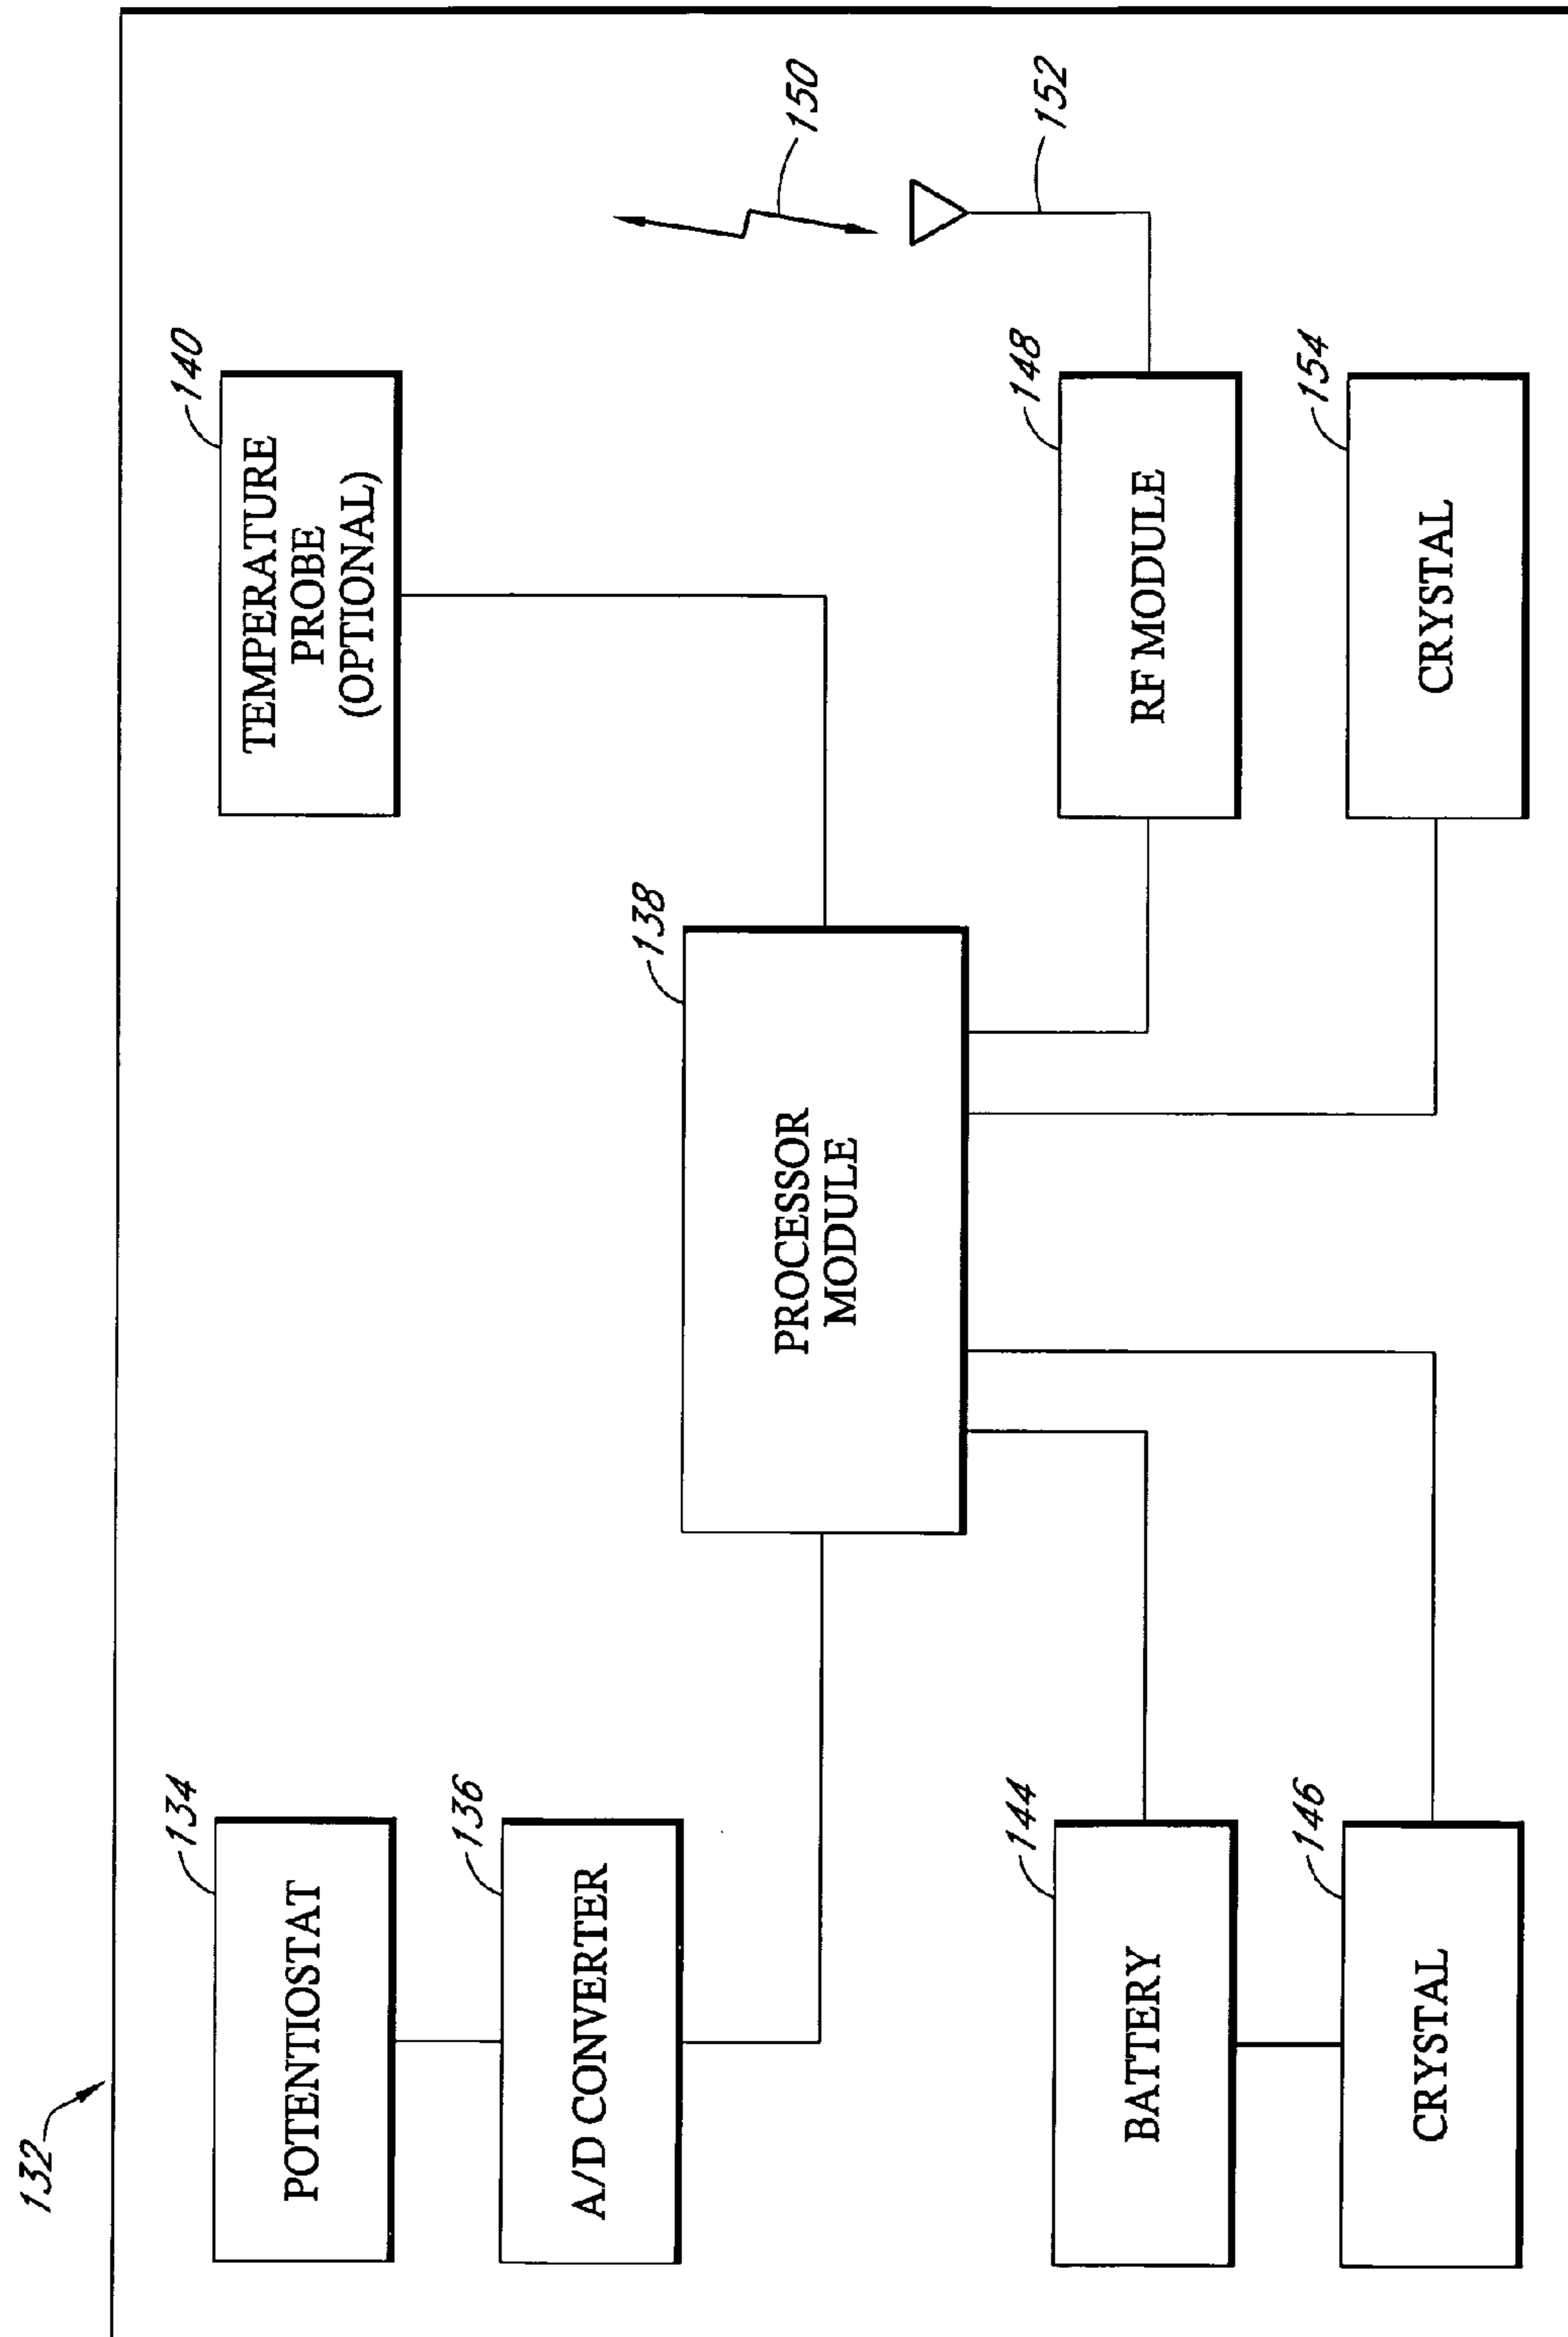 132
134
POTENTIOSTAT
136
A/D CONVERTER
144
BATTERY
146
CRYSTAL
138
PROCESSOR
MODULE
140
TEMPERATURE
PROBE
(OPTIONAL)
150
152
148
RF MODULE
154
CRYSTAL